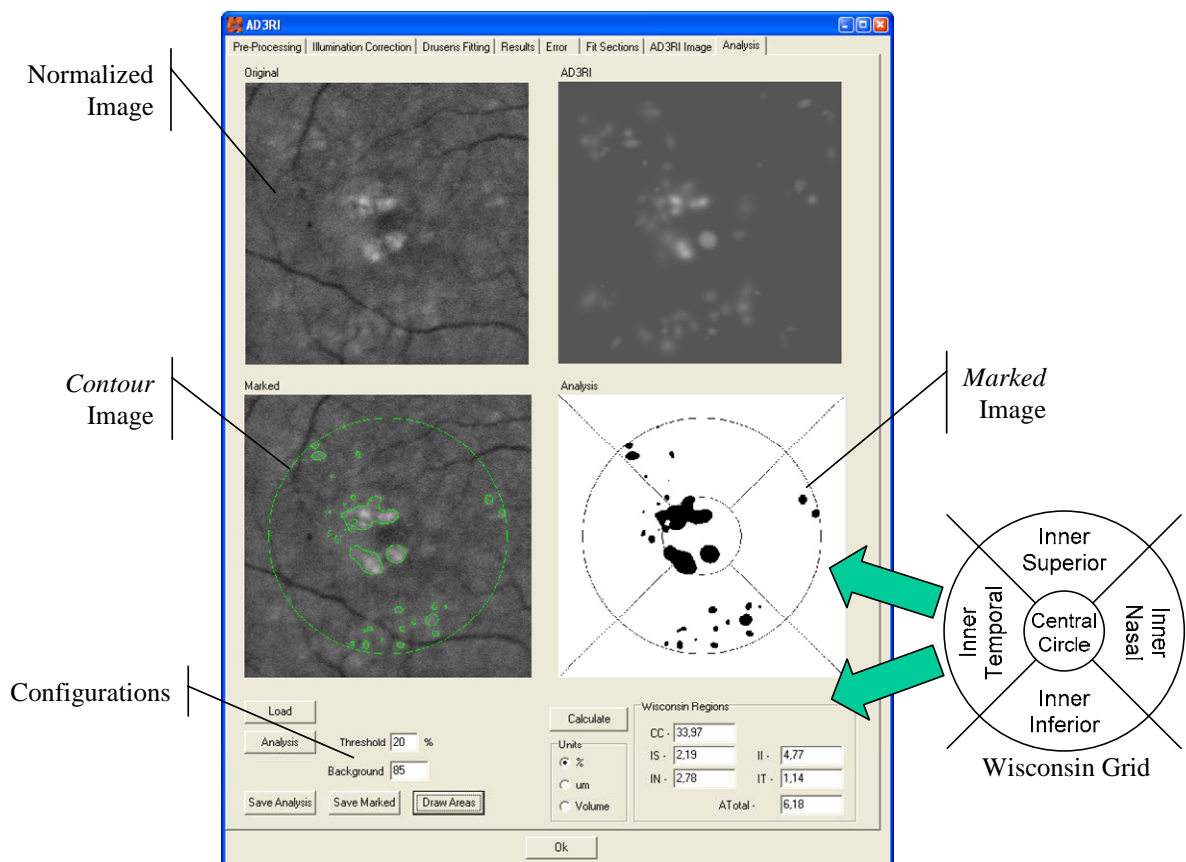 AD3RI
Pre-Processing Illumination Correction Drusens Fitting Results Error Fit Sections AD3RI Image Analysis
Original
AD3RI
Normalized
Image
Marked
Analysis
Contour
Image
Marked
Image
Inner
Superior
Inner
Temporal
Central
Circle
Inner
Nasal
Inner
Inferior
Wisconsin Grid
Configurations
Load
Analysis
Threshold 20 %
Background 85
Save Analysis
Save Marked
Draw Areas
Calculate
Units
%
um
Volume
Wisconsin Regions
CC - 33,97
IS - 2,19 II - 4,77
IN - 2,78 IT - 1,14
ATotal - 6,18
Ok